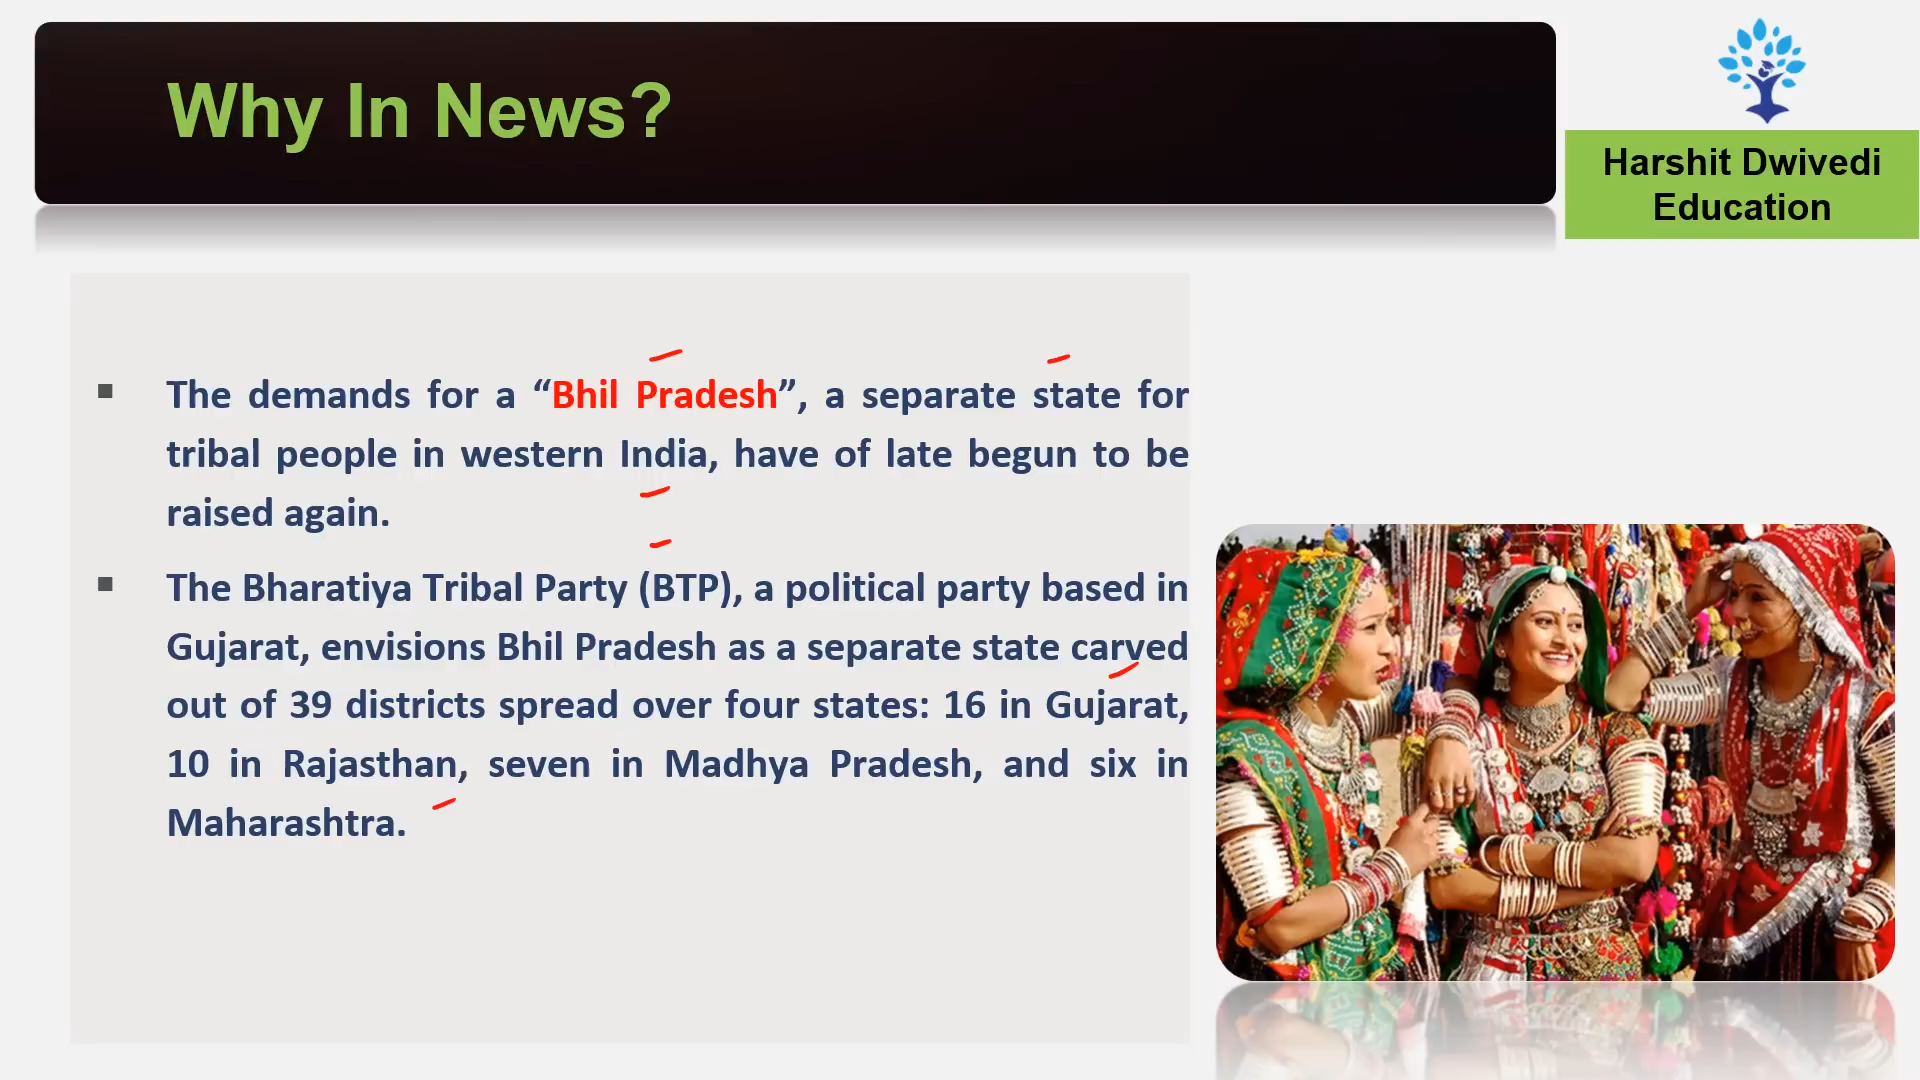 Why In News?
Harshit Dwivedi
Education
▪ The demands for a “Bhil Pradesh”, a separate state for
tribal people in western India, have of late begun to be
raised again.
▪ The Bharatiya Tribal Party (BTP), a political party based in
Gujarat, envisions Bhil Pradesh as a separate state carved
out of 39 districts spread over four states: 16 in Gujarat,
10 in Rajasthan, seven in Madhya Pradesh, and six in
Maharashtra.